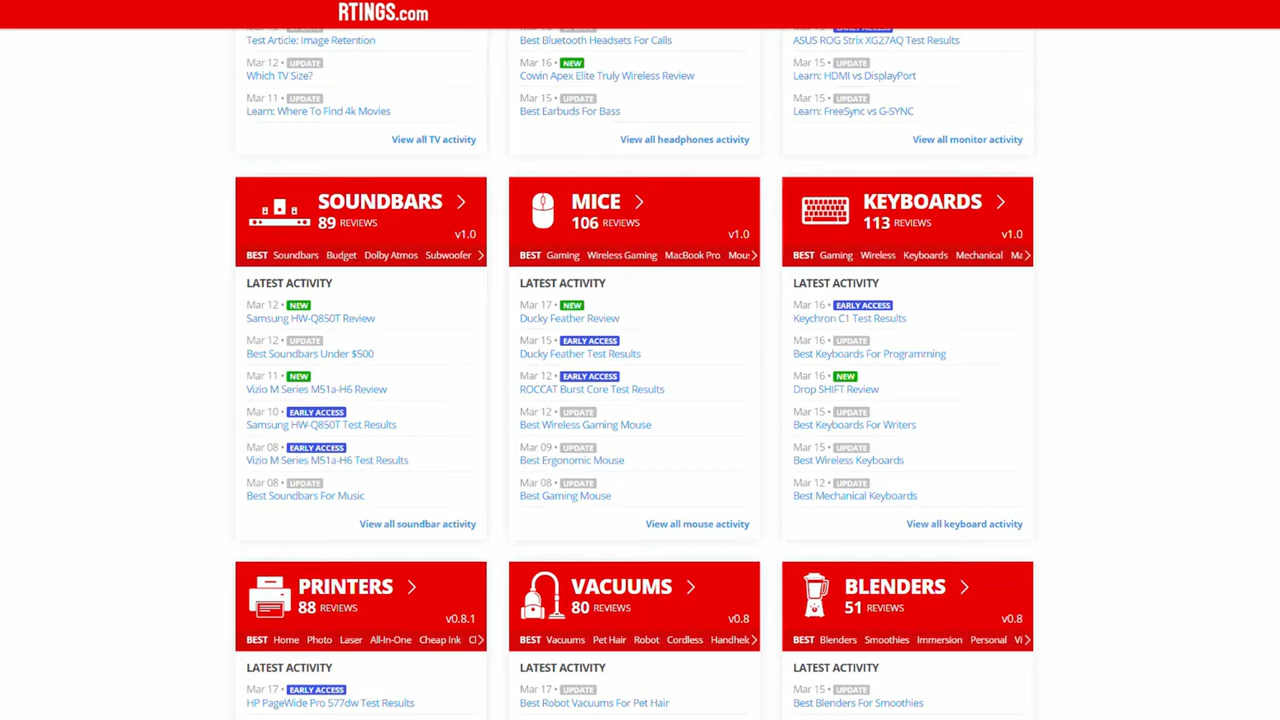 RTINGS.com
Test Article: Image Retention
Mar 12 • UPDATE
Which TV Size?
Mar 11 • UPDATE
Learn: Where To Find 4k Movies
View all TV activity
Best Bluetooth Headsets For Calls
Mar 16 • NEW
Cowin Apex Elite Truly Wireless Review
Mar 15 • UPDATE
Best Earbuds For Bass
View all headphones activity
ASUS ROG Strix XG27AQ Test Results
Mar 15 • UPDATE
Learn: HDMI vs DisplayPort
Mar 15 • UPDATE
Learn: FreeSync vs G-SYNC
View all monitor activity
SOUNDBARS
89 REVIEWS
v1.0
BEST Soundbars Budget Dolby Atmos Subwoofer
LATEST ACTIVITY
Mar 12 • NEW
Samsung HW-Q850T Review
Mar 12 • UPDATE
Best Soundbars Under $500
Mar 11 • NEW
Vizio M Series M51a-H6 Review
Mar 10 • EARLY ACCESS
Samsung HW-Q850T Test Results
Mar 08 • EARLY ACCESS
Vizio M Series M51a-H6 Test Results
Mar 08 • UPDATE
Best Soundbars For Music
View all soundbar activity
MICE
106 REVIEWS
v1.0
BEST Gaming Wireless Gaming MacBook Pro
LATEST ACTIVITY
Mar 17 • NEW
Ducky Feather Review
Mar 15 • EARLY ACCESS
Ducky Feather Test Results
Mar 12 • EARLY ACCESS
ROCCAT Burst Core Test Results
Mar 12 • UPDATE
Best Wireless Gaming Mouse
Mar 09 • UPDATE
Best Ergonomic Mouse
Mar 08 • UPDATE
Best Gaming Mouse
View all mouse activity
KEYBOARDS
113 REVIEWS
v1.0
BEST Gaming Wireless Keyboards Mechanical
LATEST ACTIVITY
Mar 16 • EARLY ACCESS
Keychron C1 Test Results
Mar 16 • UPDATE
Best Keyboards For Programming
Mar 16 • NEW
Drop SHIFT Review
Mar 15 • UPDATE
Best Keyboards For Writers
Mar 15 • UPDATE
Best Wireless Keyboards
Mar 12 • UPDATE
Best Mechanical Keyboards
View all keyboard activity
PRINTERS
88 REVIEWS
v0.8.1
BEST Home Photo Laser All-In-One Cheap Ink
LATEST ACTIVITY
Mar 17 • EARLY ACCESS
HP PageWide Pro 577dw Test Results
VACUUMS
80 REVIEWS
v0.8
BEST Vacuums Pet Hair Robot Cordless
LATEST ACTIVITY
Mar 17 • UPDATE
Best Robot Vacuums For Pet Hair
BLENDERS
51 REVIEWS
v0.8
BEST Blenders Smoothies Immersion Personal
LATEST ACTIVITY
Mar 15 • UPDATE
Best Blenders For Smoothies